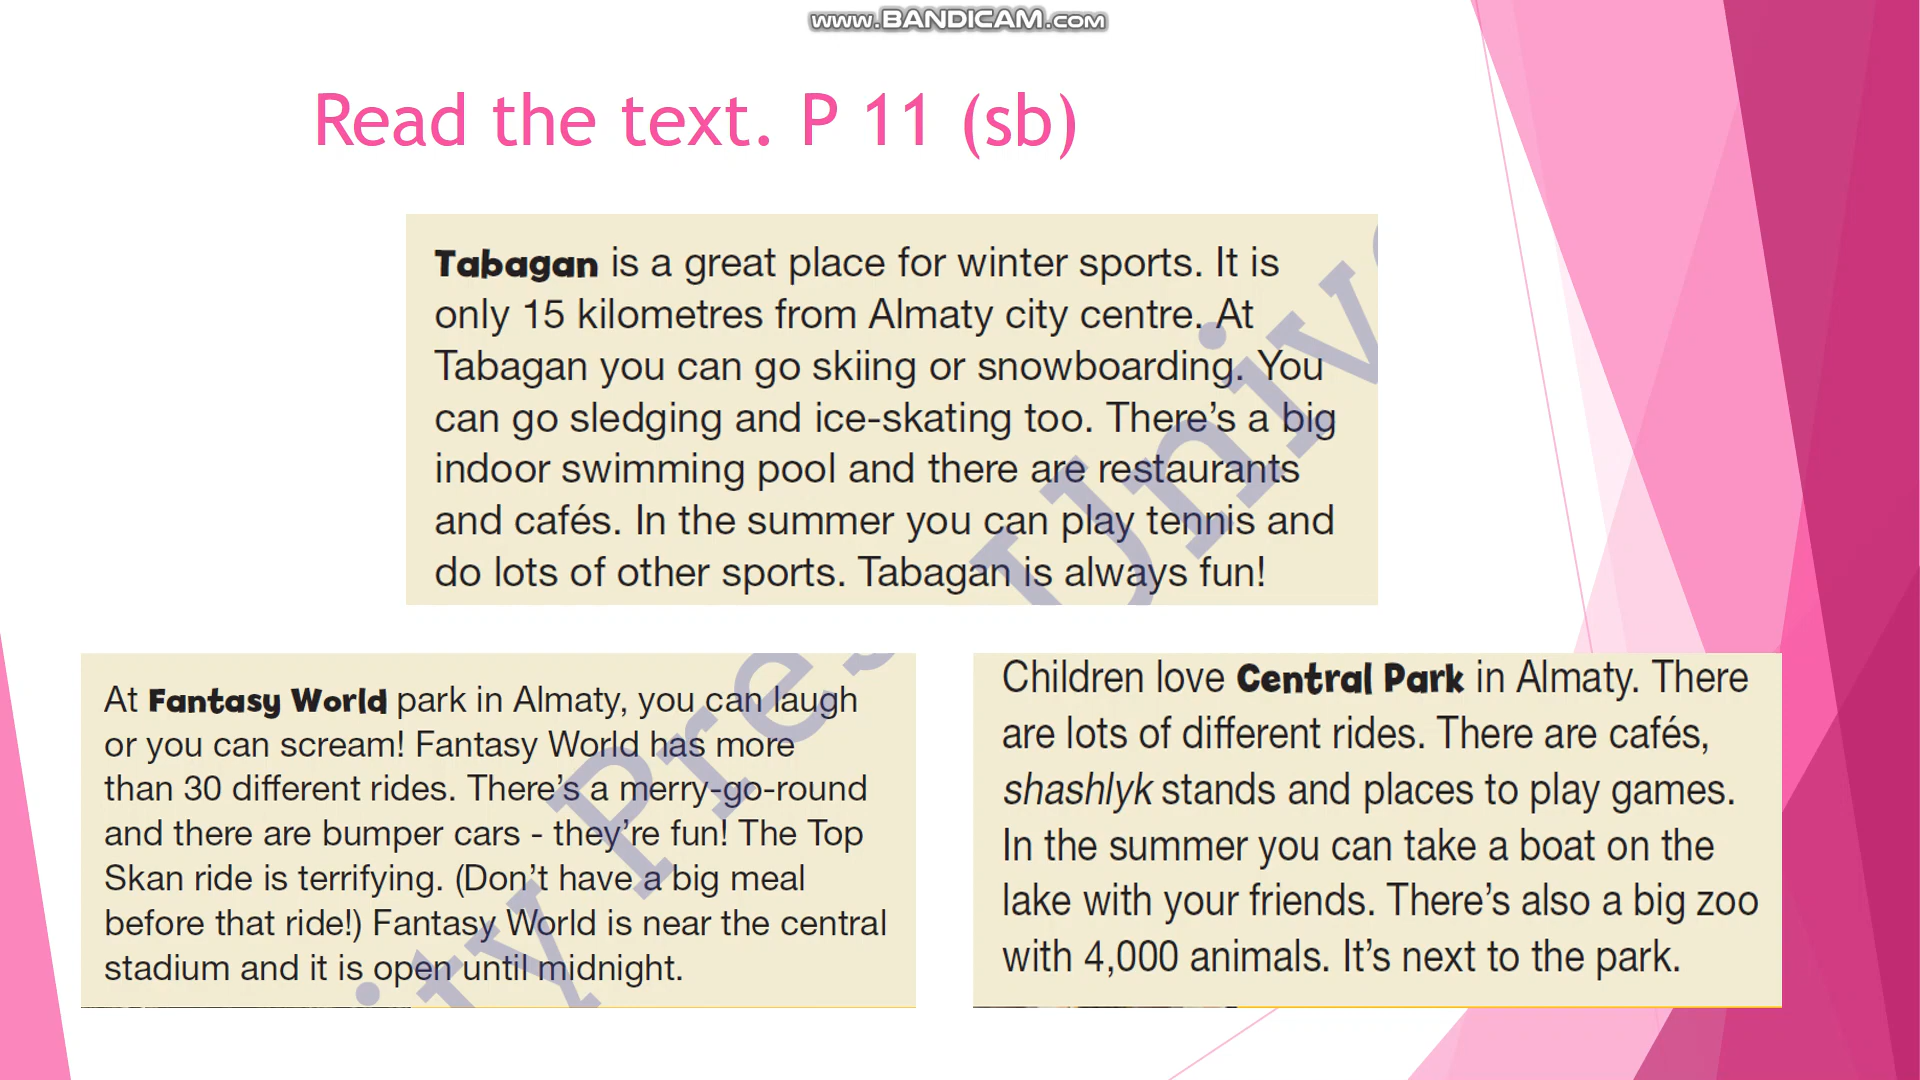 www.BANDICAM.com
Read the text. P 11 (sb)
Tabagan is a great place for winter sports. It is
only 15 kilometres from Almaty city centre. At
Tabagan you can go skiing or snowboarding. You
can go sledging and ice-skating too. There's a big
indoor swimming pool and there are restaurants
and cafés. In the summer you can play tennis and
do lots of other sports. Tabagan is always fun!
At Fantasy World park in Almaty, you can laugh
or you can scream! Fantasy World has more
than 30 different rides. There's a merry-go-round
and there are bumper cars - they're fun! The Top
Skan ride is terrifying. (Don't have a big meal
before that ride!) Fantasy World is near the central
stadium and it is open until midnight.
Children love Central Park in Almaty. There
are lots of different rides. There are cafés,
shashlyk stands and places to play games.
In the summer you can take a boat on the
lake with your friends. There's also a big zoo
with 4,000 animals. It's next to the park.